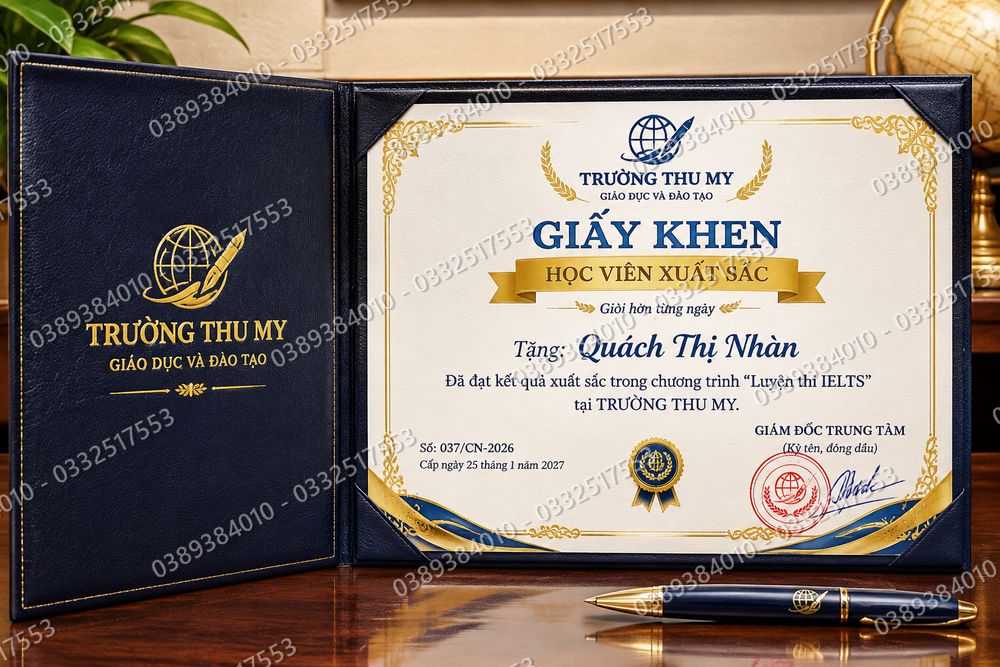 TRƯỜNG THU MY
GIÁO DỤC VÀ ĐÀO TẠO
TRƯỜNG THU MY
GIÁO DỤC VÀ ĐÀO TẠO
GIẤY KHEN
HỌC VIÊN XUẤT SẮC
Giỏi hơn từng ngày
Tặng: Quách Thị Nhàn
Đã đạt kết quả xuất sắc trong chương trình “Luyện thi IELTS”
tại TRƯỜNG THU MY.
GIÁM ĐỐC TRUNG TÂM
(Ký tên, đóng dấu)
Số: 037/CN-2026
Cấp ngày 25 tháng 1 năm 2027
0389384010 - 0332517553